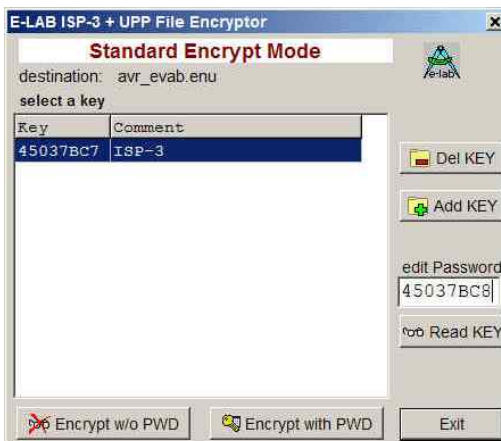 E-LAB ISP-3 + UPP File Encryptor
Standard Encrypt Mode
destination: avr_evab.enu
e-lab
select a key
Key Comment
45037BC7 ISP-3
Del KEY
Add KEY
edit Password
45037BC8
Read KEY
Encrypt w/o PWD
Encrypt with PWD
Exit